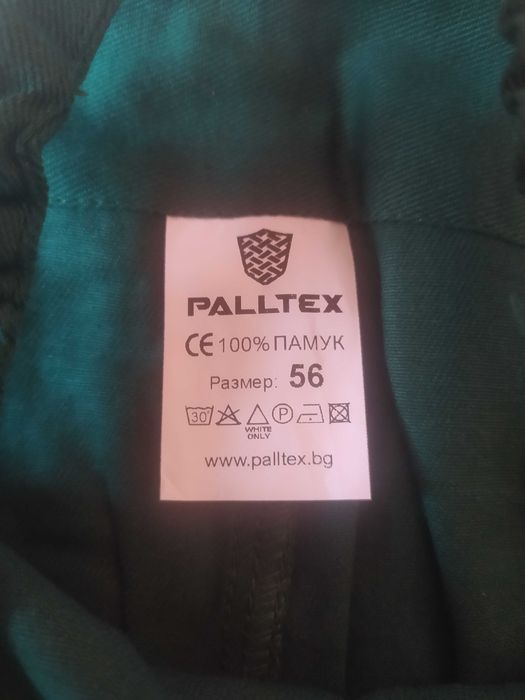 PALLTEX
CE 100% ПАМУК
Размер: 56
30° P
WHITE
ONLY
www.palltex.bg